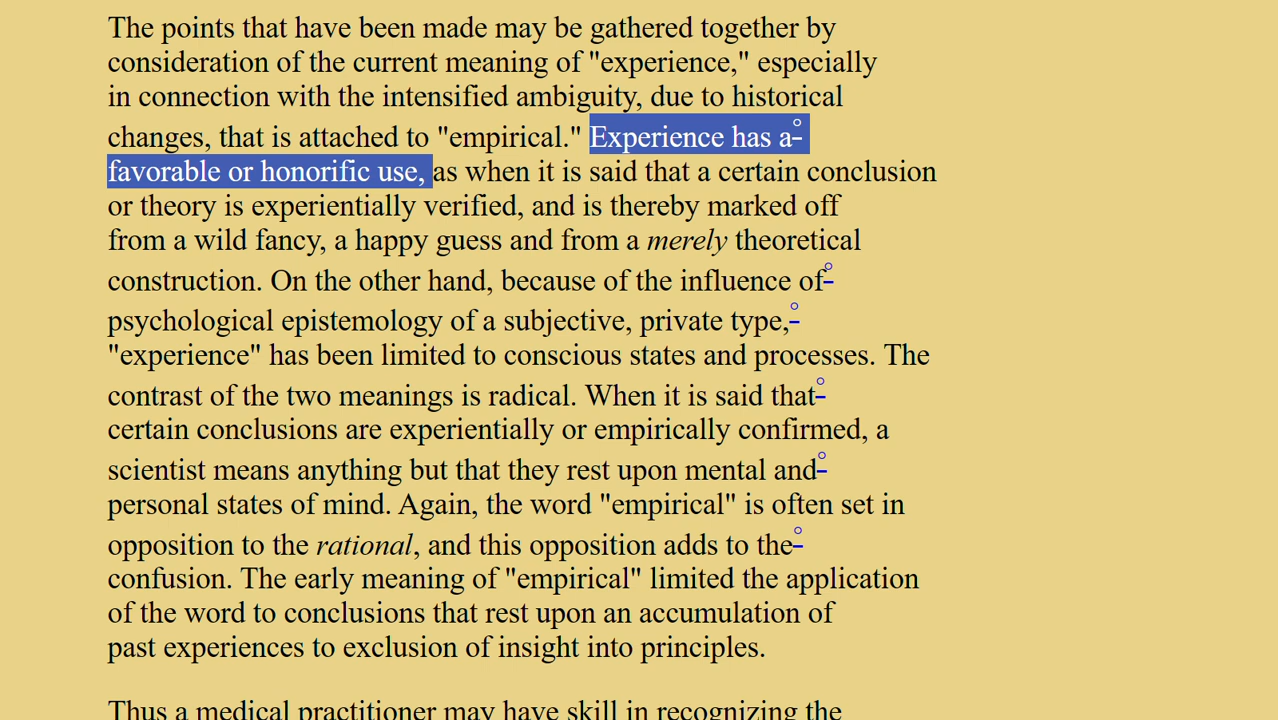 The points that have been made may be gathered together by
consideration of the current meaning of "experience," especially
in connection with the intensified ambiguity, due to historical
changes, that is attached to "empirical." Experience has a°
favorable or honorific use, as when it is said that a certain conclusion
or theory is experientially verified, and is thereby marked off
from a wild fancy, a happy guess and from a merely theoretical
construction. On the other hand, because of the influence of°
psychological epistemology of a subjective, private type,°
"experience" has been limited to conscious states and processes. The
contrast of the two meanings is radical. When it is said that°
certain conclusions are experientially or empirically confirmed, a
scientist means anything but that they rest upon mental and°
personal states of mind. Again, the word "empirical" is often set in
opposition to the rational, and this opposition adds to the°
confusion. The early meaning of "empirical" limited the application
of the word to conclusions that rest upon an accumulation of
past experiences to exclusion of insight into principles.
Thus a medical practitioner may have skill in recognizing the